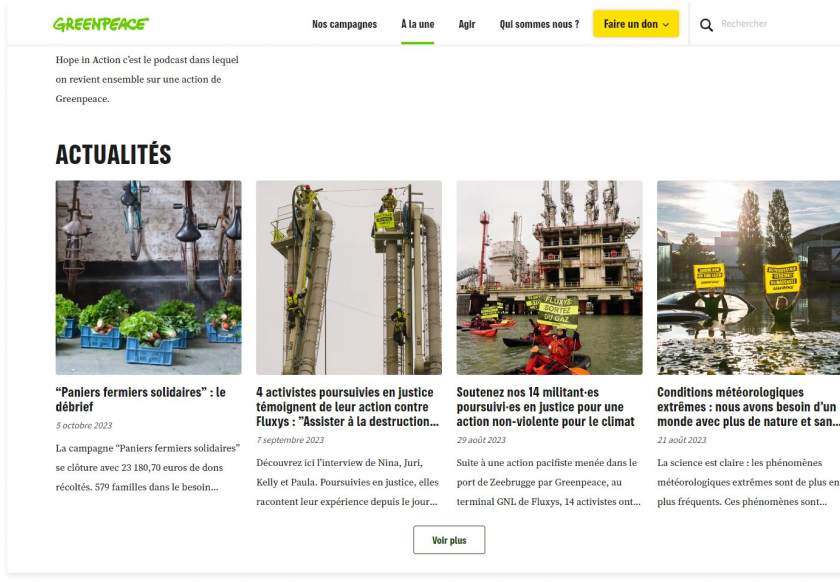 GREENPEACE
Nos campagnes
À la une
Agir
Qui sommes nous ?
Faire un don
Rechercher
Hope in Action c’est le podcast dans lequel
on revient ensemble sur une action de
Greenpeace.
ACTUALITÉS
FLUXYS
SORTEZ
DU GAZ
“Paniers fermiers solidaires” : le
débrief
5 octobre 2023
La campagne “Paniers fermiers solidaires”
se clôture avec 23 180,70 euros de dons
récoltés. 579 familles dans le besoin...
4 activistes poursuivies en justice
témoignent de leur action contre
Fluxys : ”Assister à la destruction...
7 septembre 2023
Découvrez ici l’interview de Nina, Juri,
Kelly et Paula. Poursuivies en justice, elles
racontent leur expérience depuis le jour...
Soutenez nos 14 militant·es
poursuivi·es en justice pour une
action non-violente pour le climat
29 août 2023
Suite à une action pacifiste menée dans le
port de Zeebrugge par Greenpeace, au
terminal GNL de Fluxys, 14 activistes ont...
Conditions météorologiques
extrêmes : nous avons besoin d’un
monde avec plus de nature et san...
21 août 2023
La science est claire : les phénomènes
météorologiques extrêmes sont de plus en
plus fréquents. Ces phénomènes sont...
Voir plus